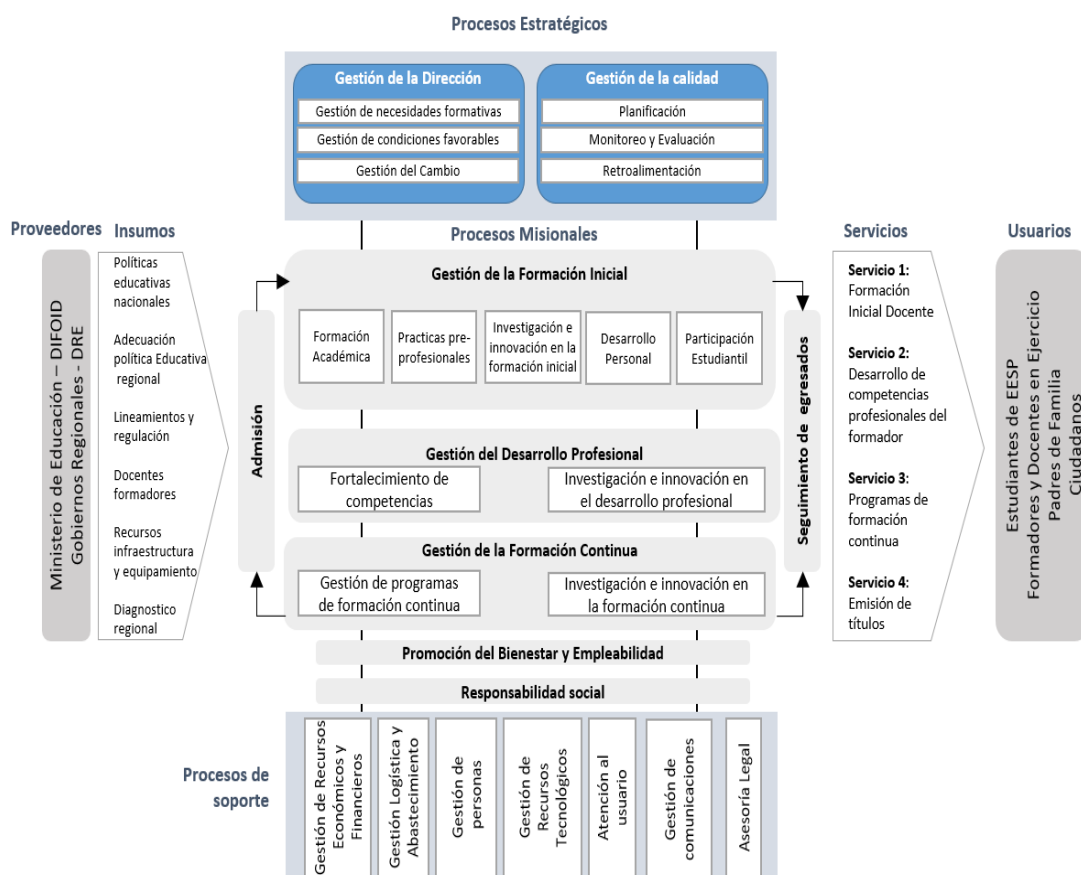 Procesos Estratégicos
Gestión de la Dirección
Gestión de necesidades formativas
Gestión de condiciones favorables
Gestión del Cambio
Gestión de la calidad
Planificación
Monitoreo y Evaluación
Retroalimentación
Proveedores
Ministerio de Educación – DIFOID
Gobiernos Regionales - DRE
Insumos
Políticas
educativas
nacionales
Adecuación
política Educativa
regional
Lineamientos y
regulación
Docentes
formadores
Recursos
infraestructura
y equipamiento
Diagnostico
regional
Admisión
Procesos Misionales
Gestión de la Formación Inicial
Formación
Académica
Practicas pre-
profesionales
Investigación e
innovación en la
formación inicial
Desarrollo
Personal
Participación
Estudiantil
Gestión del Desarrollo Profesional
Fortalecimiento de
competencias
Investigación e innovación en
el desarrollo profesional
Gestión de la Formación Continua
Gestión de programas
de formación continua
Investigación e innovación en
la formación continua
Promoción del Bienestar y Empleabilidad
Responsabilidad social
Seguimiento de egresados
Servicios
Servicio 1:
Formación
Inicial Docente
Servicio 2:
Desarrollo de
competencias
profesionales del
formador
Servicio 3:
Programas de
formación
continua
Servicio 4:
Emisión de
títulos
Usuarios
Estudiantes de EESP
Formadores y Docentes en Ejercicio
Padres de Familia
Ciudadanos
Procesos de
soporte
Gestión de Recursos
Económicos y
Financieros
Gestión Logística y
Abastecimiento
Gestión de
personas
Gestión de
Recursos
Tecnológicos
Atención al
usuario
Gestión de
comunicaciones
Asesoría Legal